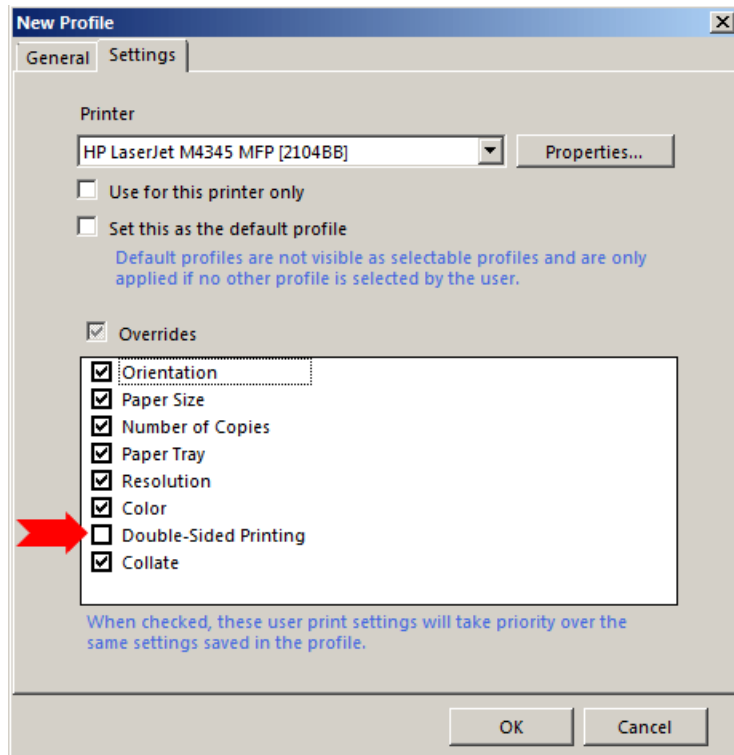 New Profile
General Settings
Printer
HP LaserJet M4345 MFP [2104BB] Properties...
Use for this printer only
Set this as the default profile
Default profiles are not visible as selectable profiles and are only
applied if no other profile is selected by the user.
Overrides
Orientation
Paper Size
Number of Copies
Paper Tray
Resolution
Color
Double-Sided Printing
Collate
When checked, these user print settings will take priority over the
same settings saved in the profile.
OK Cancel